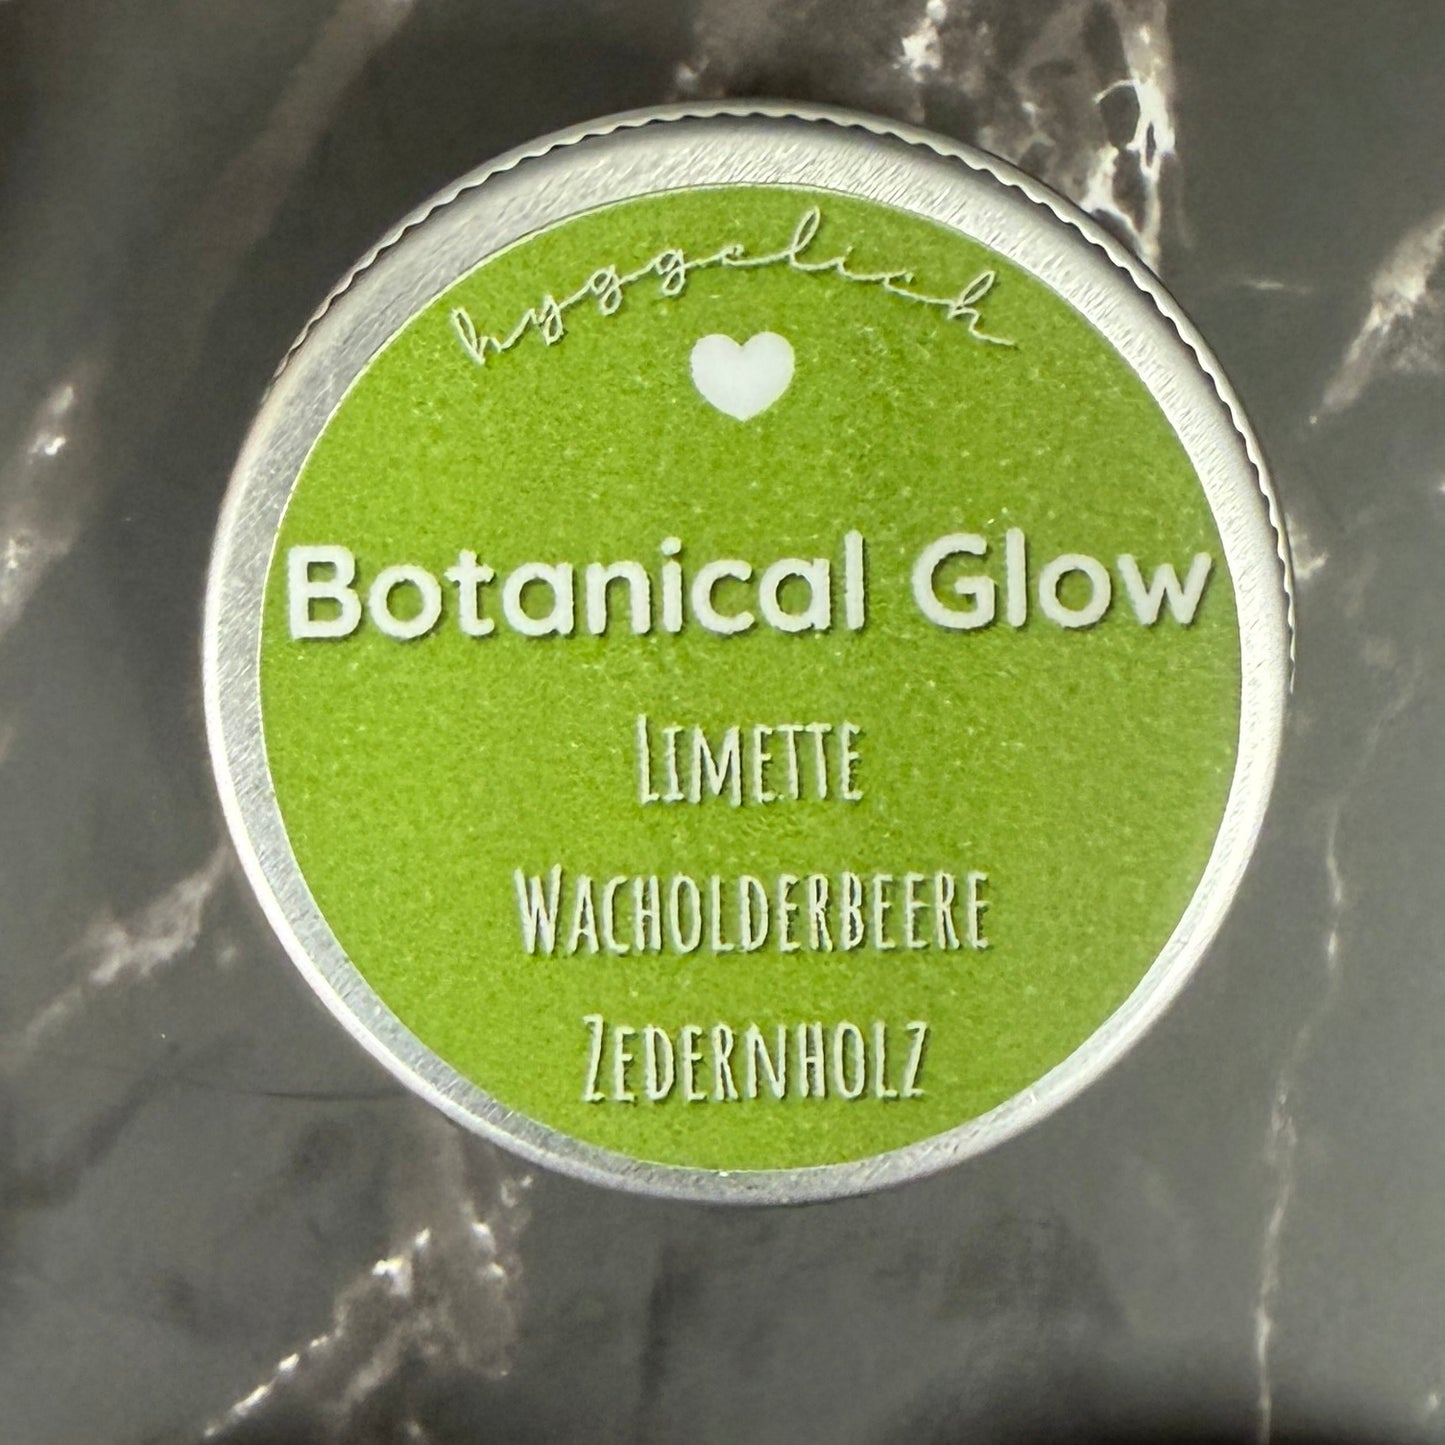 hyggelich
Botanical Glow
Limette
Wacholderbeere
Zedernholz